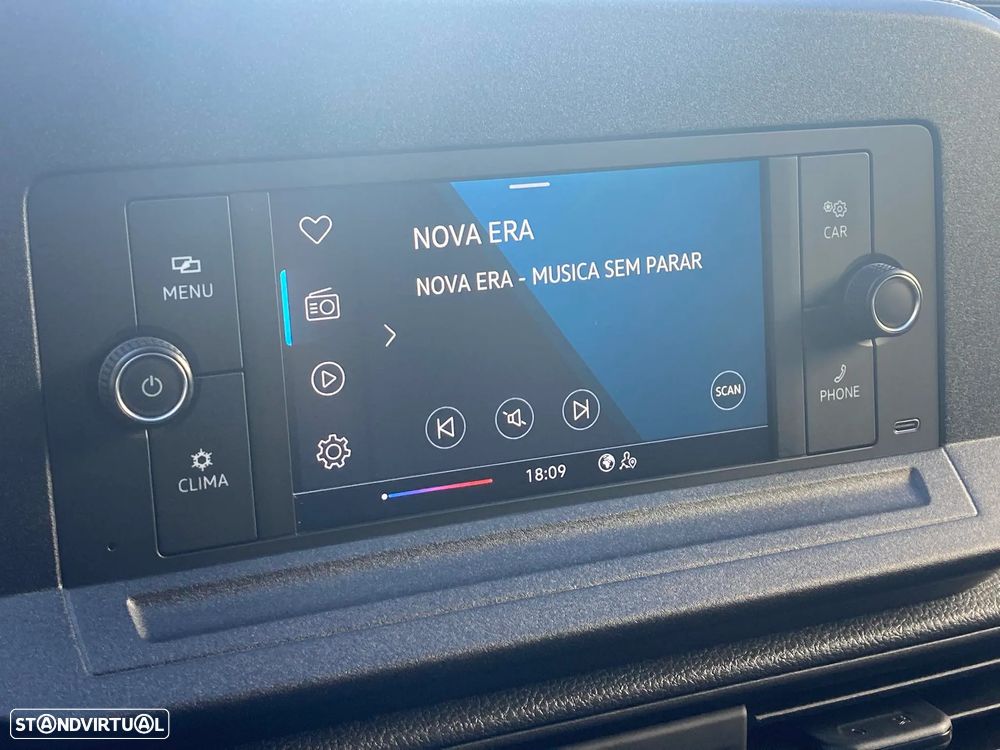 NOVA ERA
NOVA ERA - MUSICA SEM PARAR
MENU
CLIMA
CAR
PHONE
SCAN
18:09
STANDVIRTUAL